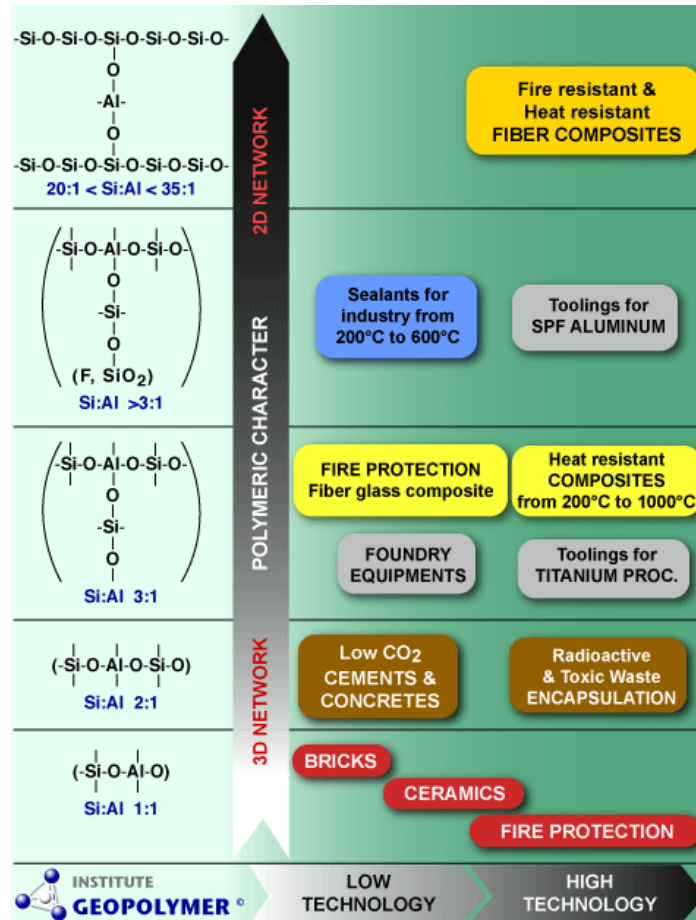 -Si-O-Si-O-Si-O-Si-O-Si-O-
O
-Al-
O
-Si-O-Si-O-Si-O-Si-O-Si-O-
20:1 < Si:Al < 35:1
Fire resistant &
Heat resistant
FIBER COMPOSITES
2D NETWORK
-Si-O-Al-O-Si-O-
O
-Si-
O
(F, SiO₂)
Si:Al >3:1
Sealants for
industry from
200°C to 600°C
Toolings for
SPF ALUMINUM
POLYMERIC CHARACTER
-Si-O-Al-O-Si-O-
O
-Si-
O
Si:Al 3:1
FIRE PROTECTION
Fiber glass composite
Heat resistant
COMPOSITES
from 200°C to 1000°C
FOUNDRY
EQUIPMENTS
Toolings for
TITANIUM PROC.
(-Si-O-Al-O-Si-O)
Si:Al 2:1
Low CO₂
CEMENTS &
CONCRETES
Radioactive
& Toxic Waste
ENCAPSULATION
3D NETWORK
(-Si-O-Al-O)
Si:Al 1:1
BRICKS
CERAMICS
FIRE PROTECTION
INSTITUTE
GEOPOLYMER ©
LOW
TECHNOLOGY
HIGH
TECHNOLOGY